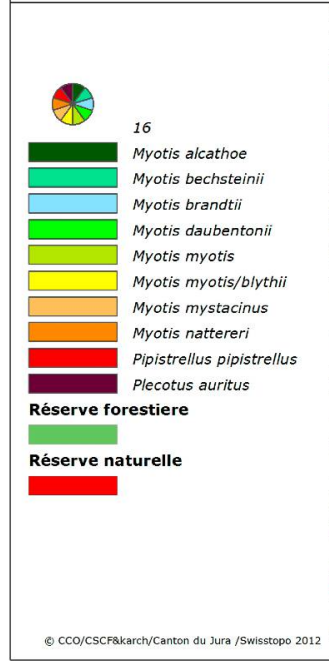 16
Myotis alcathoe
Myotis bechsteinii
Myotis brandtii
Myotis daubentonii
Myotis myotis
Myotis myotis/blythii
Myotis mystacinus
Myotis nattereri
Pipistrellus pipistrellus
Plecotus auritus
Réserve forestiere
Réserve naturelle
© CCO/CSCF&karch/Canton du Jura /Swisstopo 2012